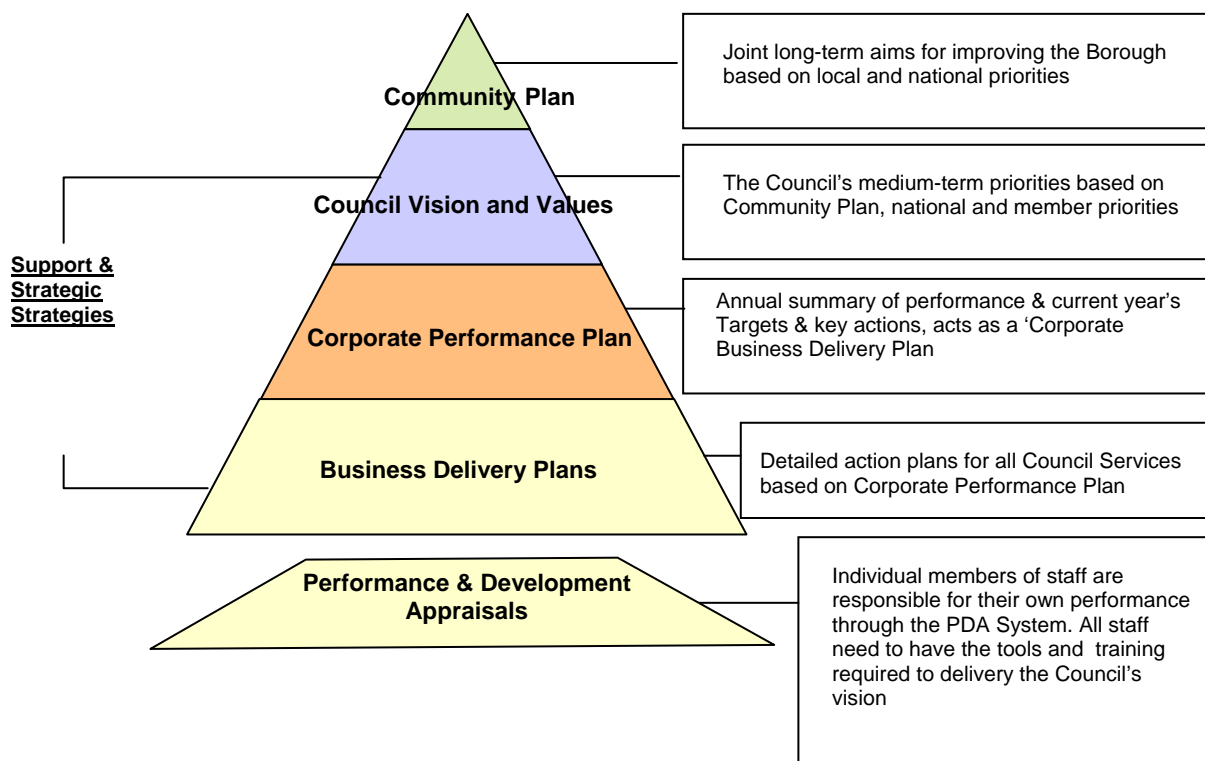 Community Plan
Joint long-term aims for improving the Borough
based on local and national priorities
Council Vision and Values
The Council’s medium-term priorities based on
Community Plan, national and member priorities
Support &
Strategic
Strategies
Corporate Performance Plan
Annual summary of performance & current year’s
Targets & key actions, acts as a ‘Corporate
Business Delivery Plan
Business Delivery Plans
Detailed action plans for all Council Services
based on Corporate Performance Plan
Performance & Development
Appraisals
Individual members of staff are
responsible for their own performance
through the PDA System. All staff
need to have the tools and  training
required to delivery the Council’s
vision